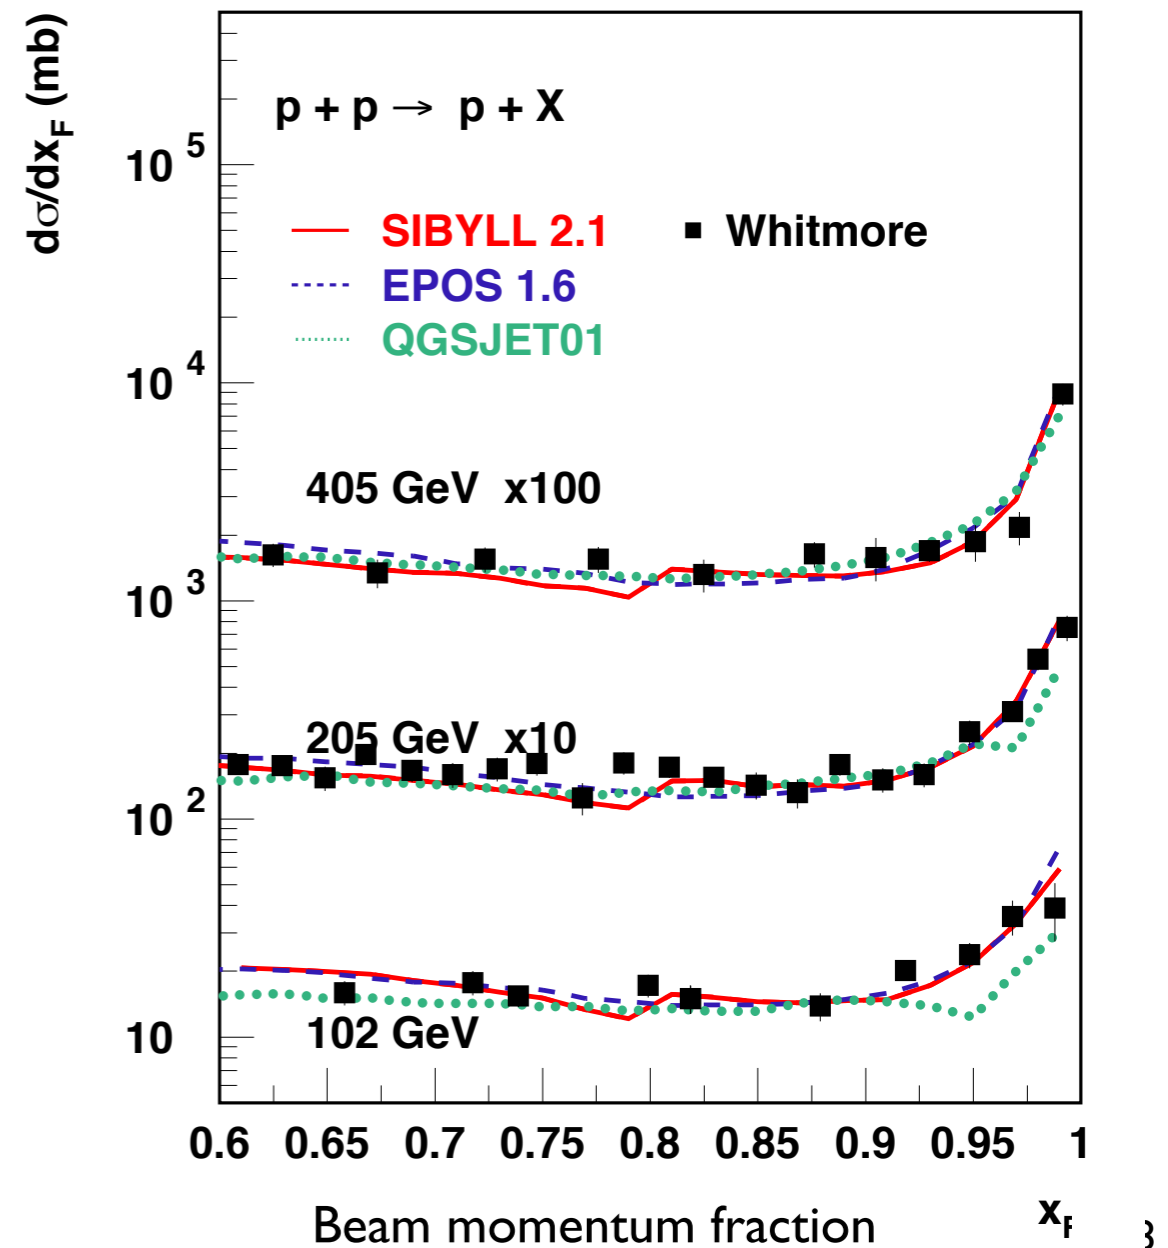 dσ/dx_F (mb)
p + p → p + X
10^5
SIBYLL 2.1 ■ Whitmore
EPOS 1.6
QGSJET01
10^4
405 GeV x100
10^3
205 GeV x10
10^2
102 GeV
10
0.6 0.65 0.7 0.75 0.8 0.85 0.9 0.95 1
Beam momentum fraction x_F